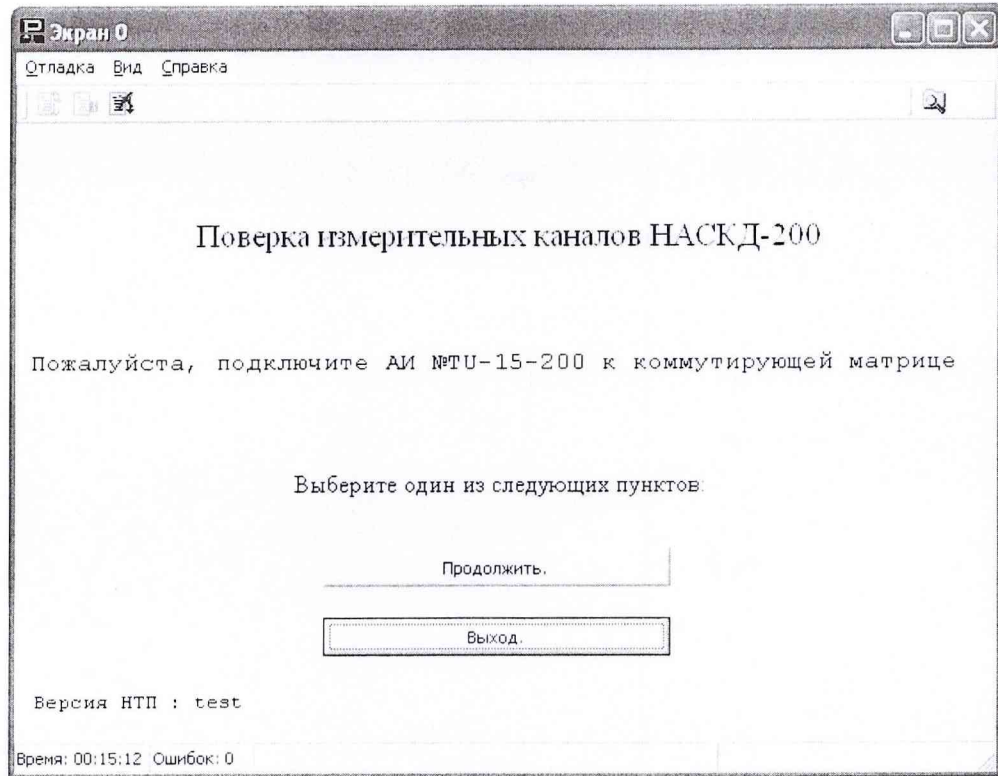 Экран 0
Отладка Вид Справка
Поверка измерительных каналов НАСКД-200
Пожалуйста, подключите АИ №TU-15-200 к коммутирующей матрице
Выберите один из следующих пунктов:
Продолжить.
Выход.
Версия НТП : test
Время: 00:15:12 Ошибок: 0